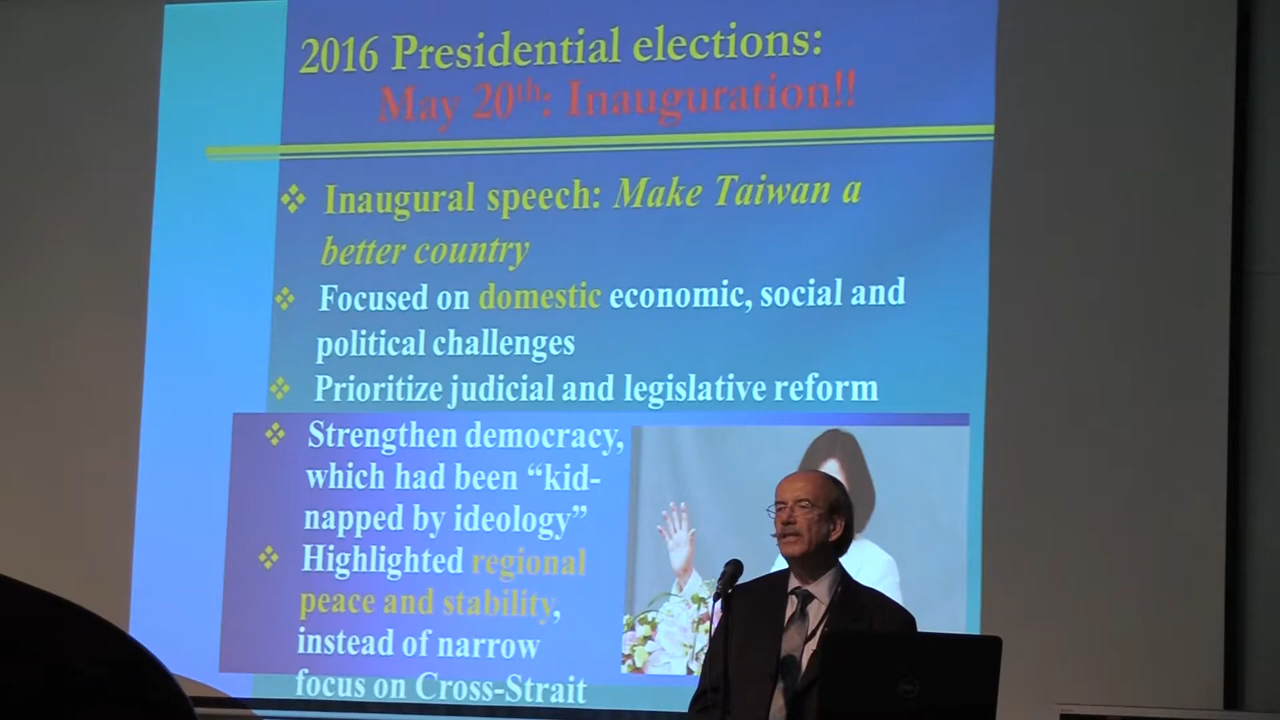 2016 Presidential elections:
May 20th: Inauguration!!
Inaugural speech: Make Taiwan a
better country
Focused on domestic economic, social and
political challenges
Prioritize judicial and legislative reform
Strengthen democracy,
which had been “kid-
napped by ideology”
Highlighted regional
peace and stability,
instead of narrow
focus on Cross-Strait